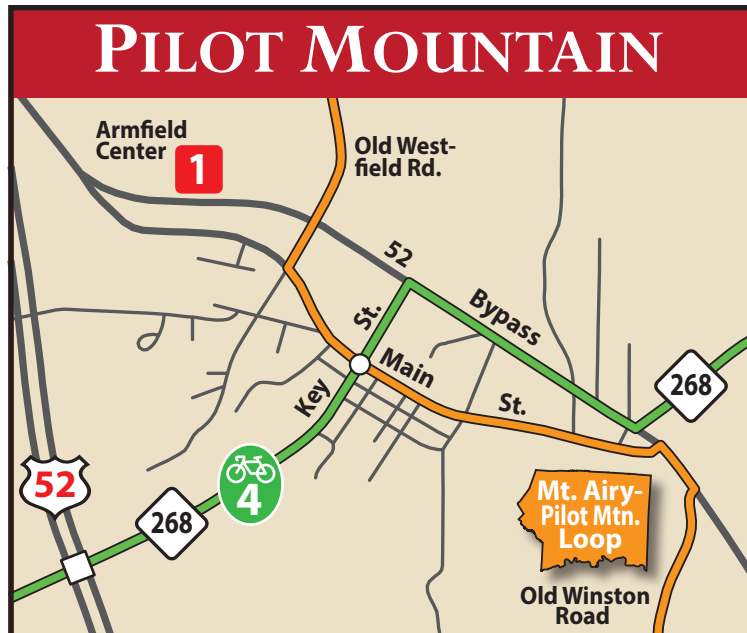 PILOT MOUNTAIN
Armfield
Center
1
Old West-
field Rd.
52
Bypass
St.
Main
Key
St.
268
52
4
268
Mt. Airy-
Pilot Mtn.
Loop
Old Winston
Road